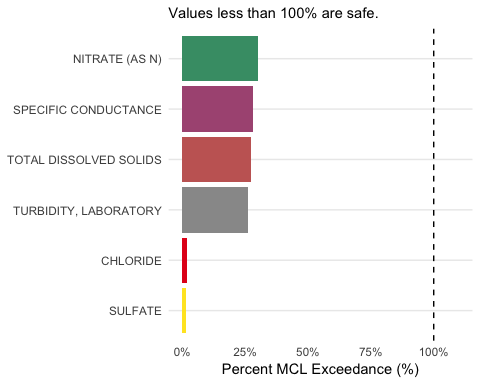 Values less than 100% are safe.
NITRATE (AS N)
SPECIFIC CONDUCTANCE
TOTAL DISSOLVED SOLIDS
TURBIDITY, LABORATORY
CHLORIDE
SULFATE
0% 25% 50% 75% 100%
Percent MCL Exceedance (%)